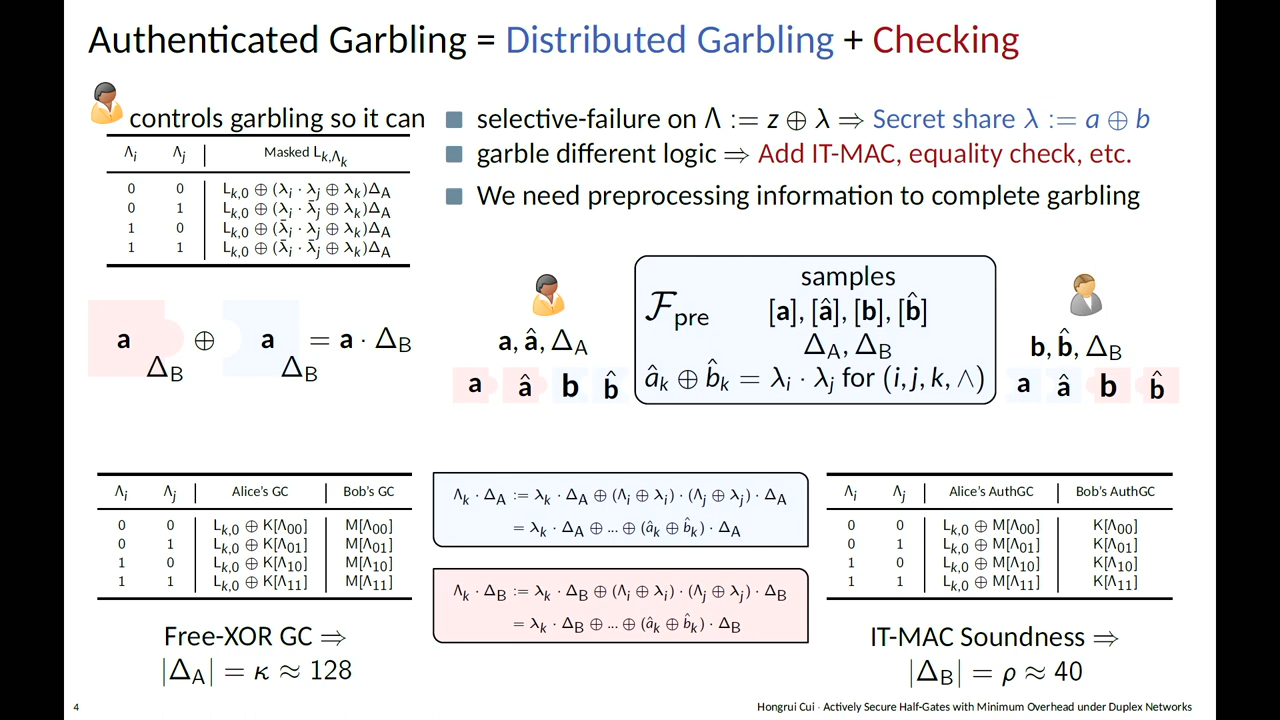 Authenticated Garbling = Distributed Garbling + Checking
controls garbling so it can
Λi Λj Masked Lk,Λk
0 0 Lk,0 ⊕ (λi · λj ⊕ λk)ΔA
0 1 Lk,0 ⊕ (λi · λ̄j ⊕ λk)ΔA
1 0 Lk,0 ⊕ (λ̄i · λj ⊕ λk)ΔA
1 1 Lk,0 ⊕ (λ̄i · λ̄j ⊕ λk)ΔA
selective-failure on Λ := z ⊕ λ ⇒ Secret share λ := a ⊕ b
garble different logic ⇒ Add IT-MAC, equality check, etc.
We need preprocessing information to complete garbling
a ΔB ⊕ a ΔB = a · ΔB
a, â, ΔA
a â b b̂
Fpre
samples
[a], [â], [b], [b̂]
ΔA, ΔB
âk ⊕ b̂k = λi · λj for (i, j, k, ∧)
b, b̂, ΔB
a â b b̂
Λi Λj Alice's GC Bob's GC
0 0 Lk,0 ⊕ K[Λ00] M[Λ00]
0 1 Lk,0 ⊕ K[Λ01] M[Λ01]
1 0 Lk,0 ⊕ K[Λ10] M[Λ10]
1 1 Lk,0 ⊕ K[Λ11] M[Λ11]
Free-XOR GC ⇒
|ΔA| = κ ≈ 128
Λk · ΔA := λk · ΔA ⊕ (Λi ⊕ λi) · (Λj ⊕ λj) · ΔA
= λk · ΔA ⊕ ... ⊕ (âk ⊕ b̂k) · ΔA
Λk · ΔB := λk · ΔB ⊕ (Λi ⊕ λi) · (Λj ⊕ λj) · ΔB
= λk · ΔB ⊕ ... ⊕ (âk ⊕ b̂k) · ΔB
Λi Λj Alice's AuthGC Bob's AuthGC
0 0 Lk,0 ⊕ M[Λ00] K[Λ00]
0 1 Lk,0 ⊕ M[Λ01] K[Λ01]
1 0 Lk,0 ⊕ M[Λ10] K[Λ10]
1 1 Lk,0 ⊕ M[Λ11] K[Λ11]
IT-MAC Soundness ⇒
|ΔB| = ρ ≈ 40
4
Hongrui Cui · Actively Secure Half-Gates with Minimum Overhead under Duplex Networks